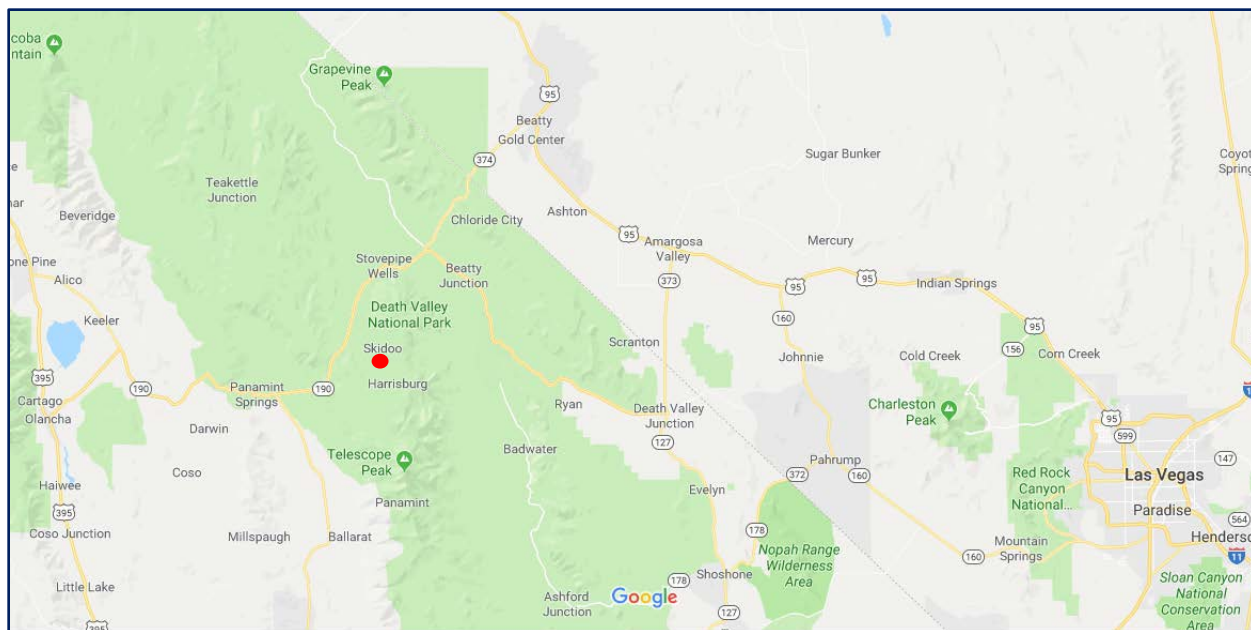 coba
ntain
Grapevine
Peak
95
Beatty
Gold Center
374
Sugar Bunker
Coyot
Spring
Teakettle
Junction
Beveridge
nar
Chloride City
Ashton
95
Amargosa
Valley
Mercury
one Pine
Alico
Stovepipe
Wells
Beatty
Junction
373
95
95
Indian Springs
Death Valley
National Park
160
95
Keeler
Scranton
Skidoo
Johnnie
Cold Creek
156
Corn Creek
395
190
Panamint
Springs
190
Harrisburg
Cartago
Olancha
Ryan
Death Valley
Junction
Charleston
Peak
95
Darwin
127
599
Badwater
Telescope
Peak
147
Coso
Haiwee
Pahrump
372
160
Red Rock
Canyon
National...
Las Vegas
Evelyn
Panamint
Paradise
395
Coso Junction
564
Millspaugh
Ballarat
178
Henderso
Mountain
Springs
160
Nopah Range
Wilderness
Area
11
Shoshone
178
Little Lake
Ashford
Junction
Google
127
Sloan Canyon
National
Conservation
Area
395